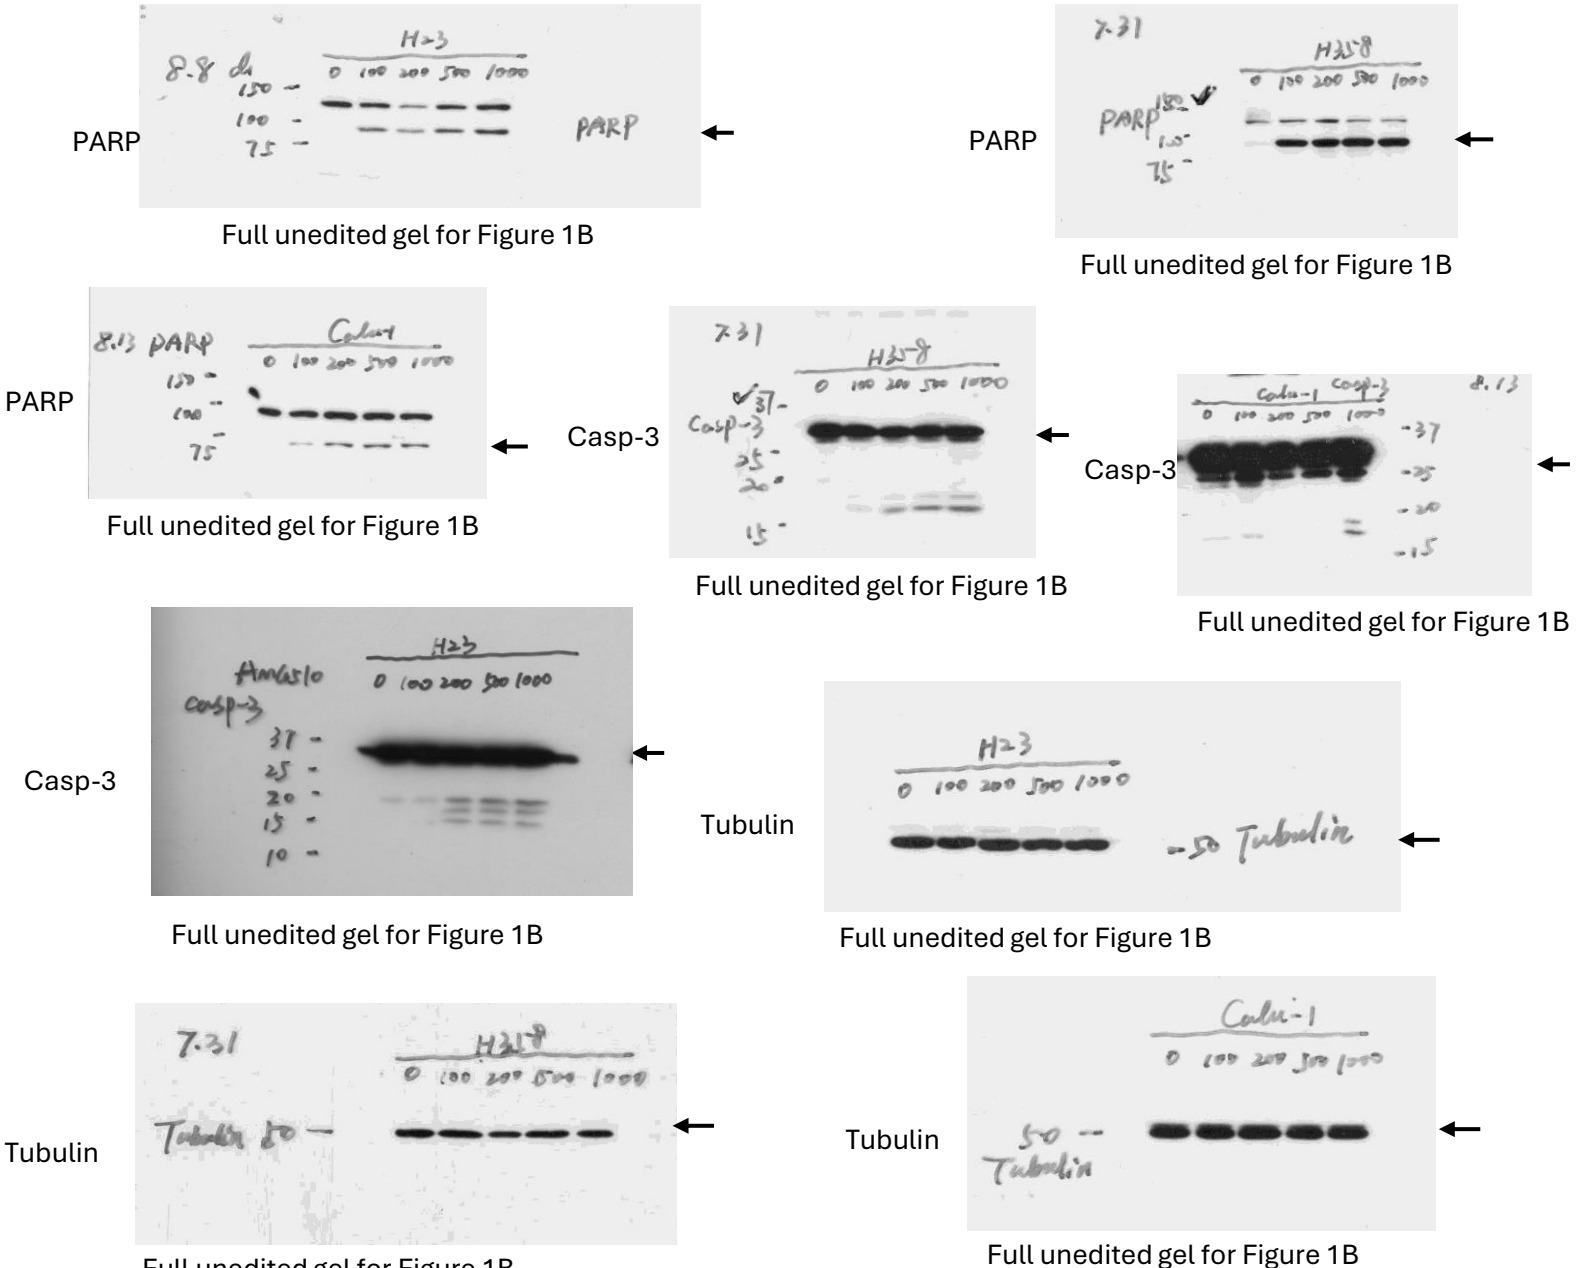 H23
8.8
0 100 200 500 1000
150 -
100 -
75 -
PARP
PARP
Full unedited gel for Figure 1B
7.31
H358
0 100 200 500 1000
PARP 150 -
100 -
75 -
PARP
Full unedited gel for Figure 1B
8.13 PARP
Calu-1
0 100 200 500 1000
150 -
100 -
75 -
PARP
Full unedited gel for Figure 1B
7.31
H358
0 100 200 500 1000
✓ 37 -
Casp-3
25 -
20 -
15 -
Casp-3
Full unedited gel for Figure 1B
Calu-1 Casp-3 8.13
0 100 200 500 1000
-37
-25
-20
-15
Casp-3
Full unedited gel for Figure 1B
H23
0 100 200 500 1000
casp-3
37 -
25 -
20 -
15 -
10 -
Casp-3
Full unedited gel for Figure 1B
H23
0 100 200 500 1000
-50 Tubulin
Tubulin
Full unedited gel for Figure 1B
7.31
H358
0 100 200 500 1000
Tubulin 50 -
Tubulin
Full unedited gel for Figure 1B
Calu-1
0 100 200 500 1000
50 --
Tubulin
Tubulin
Full unedited gel for Figure 1B